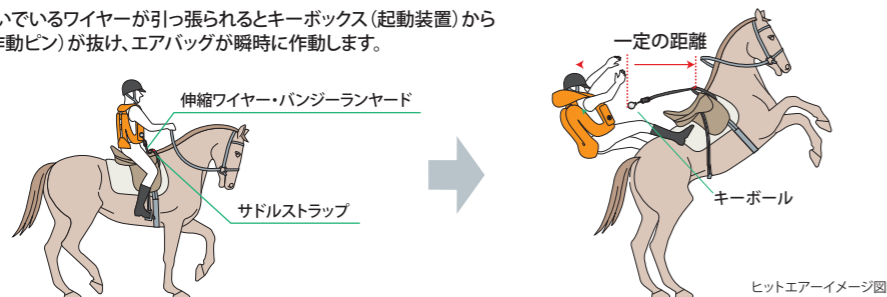 いでいるワイヤーが引っ張られるとキーボックス（起動装置）から
作動ピン）が抜け、エアバッグが瞬時に作動します。
一定の距離
伸縮ワイヤー・バンジーランヤード
サドルストラップ
キーボール
ヒットエアーイメージ図